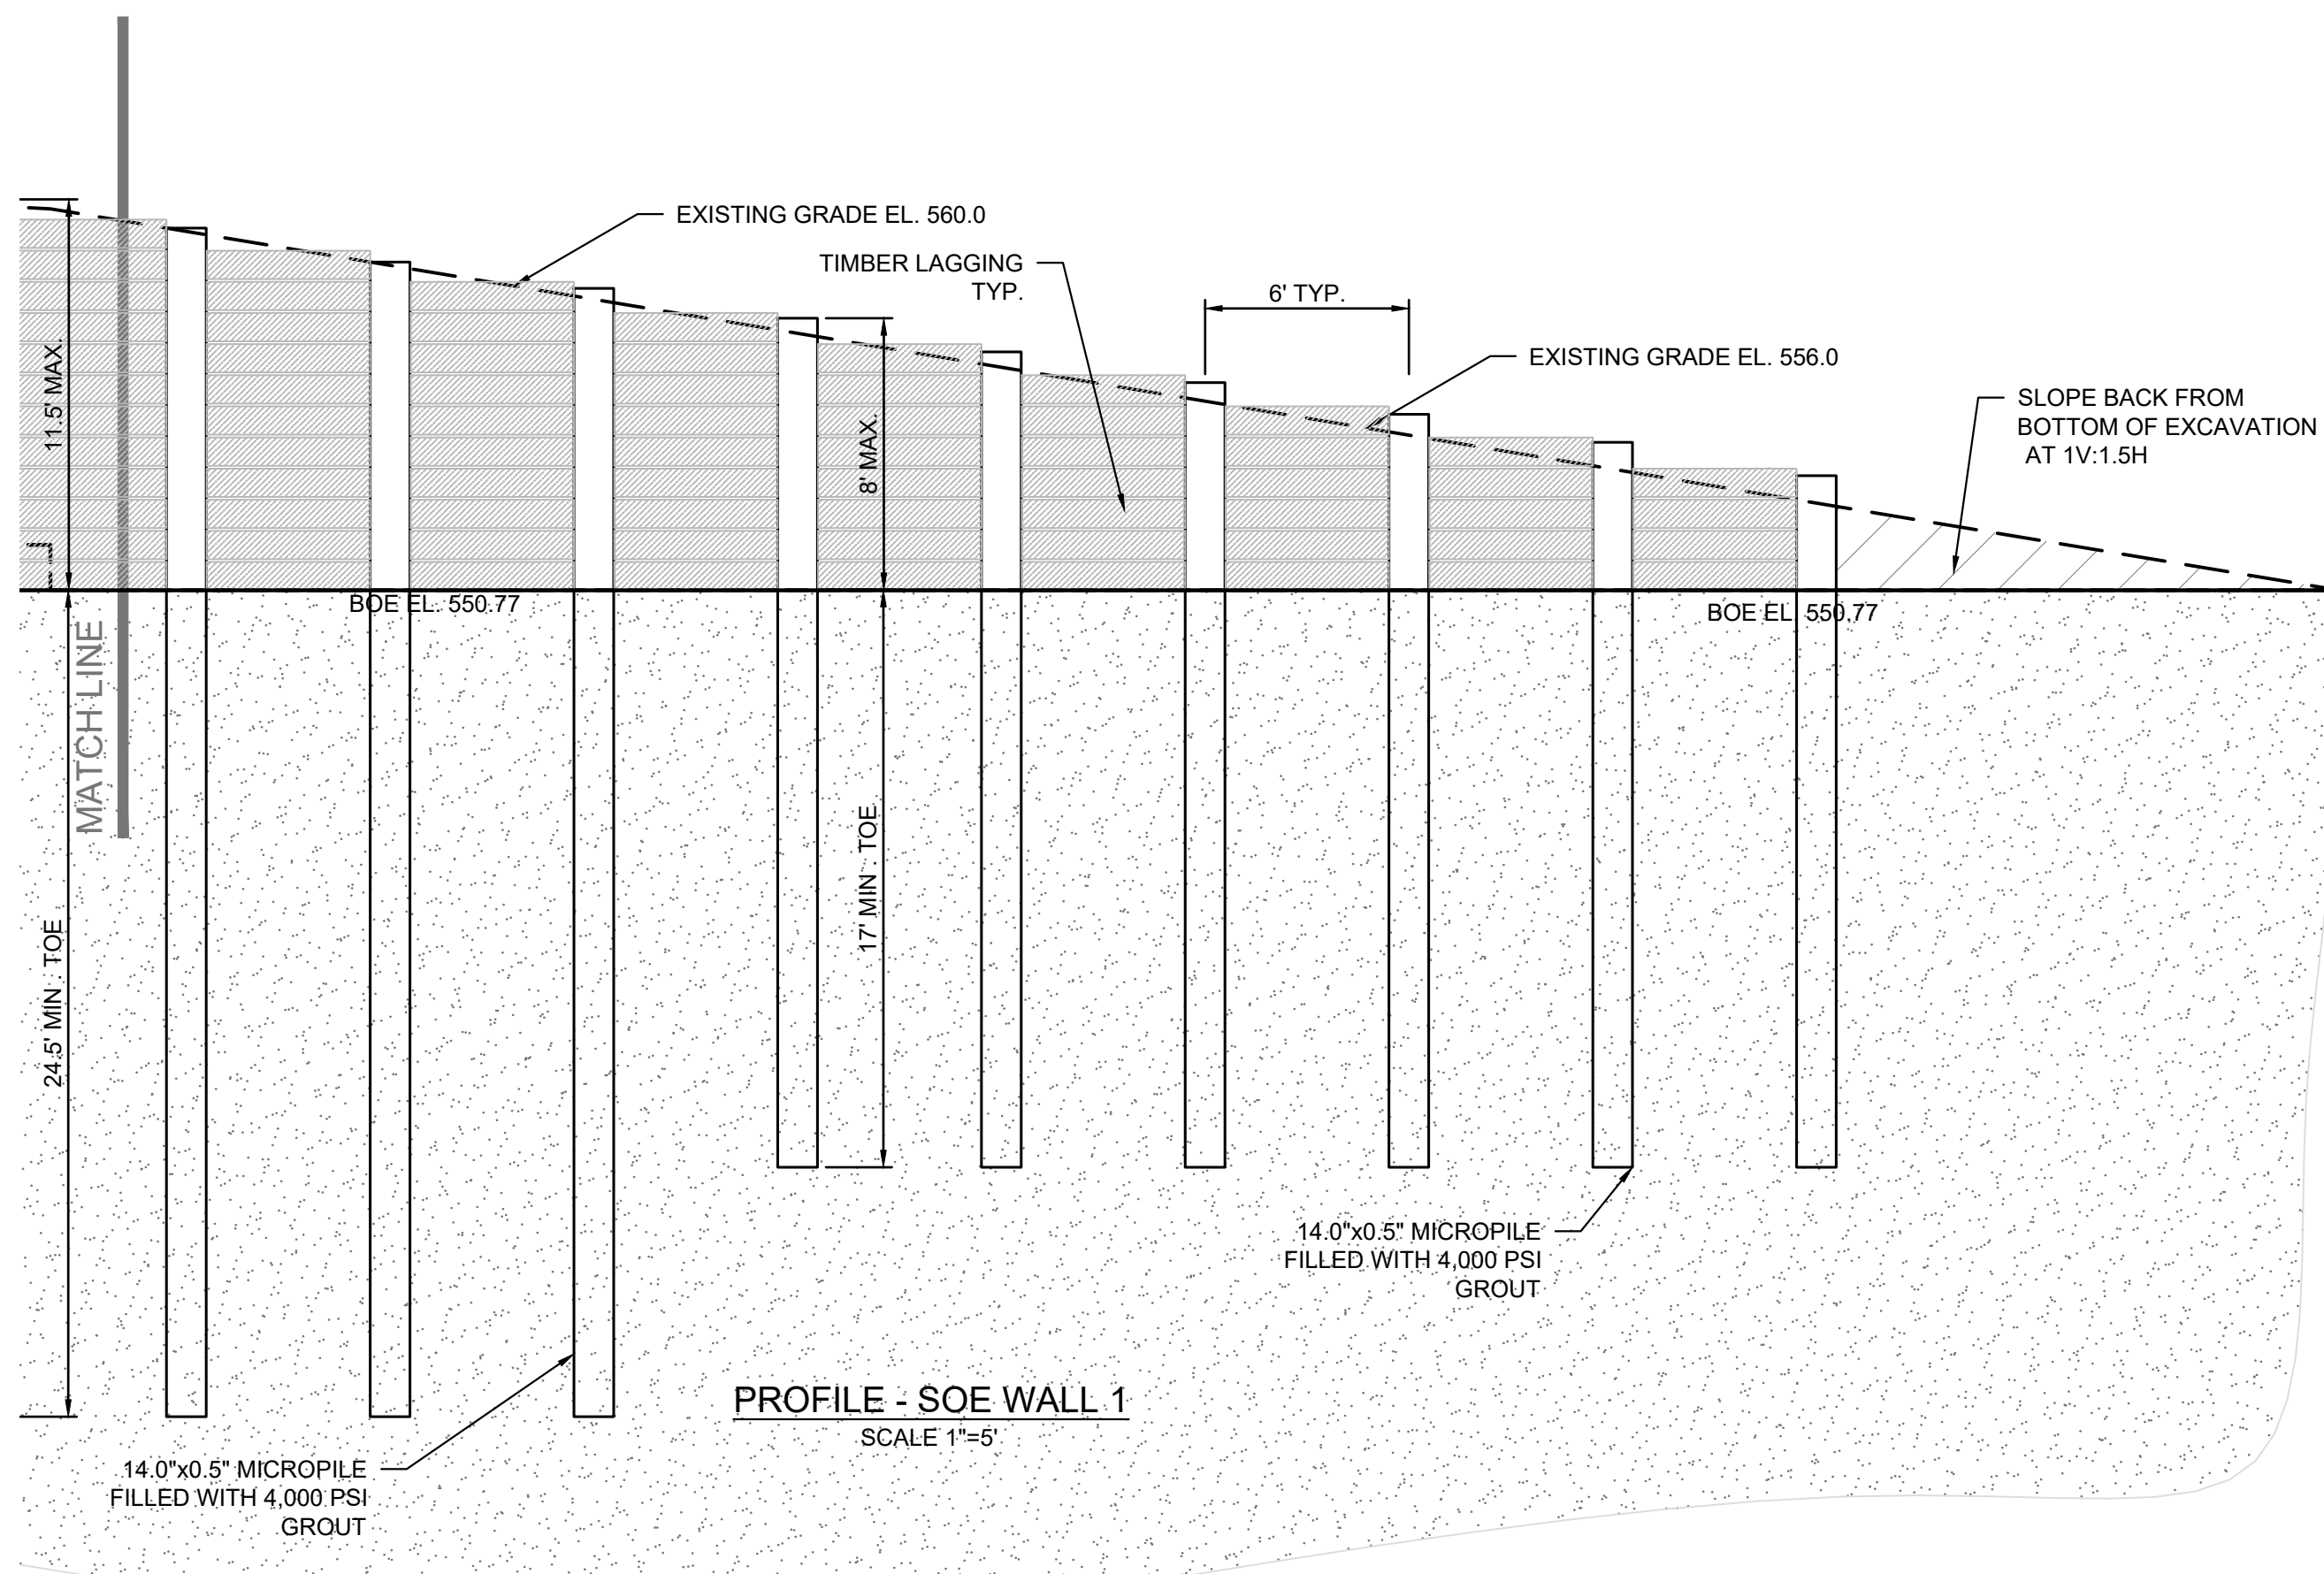 EXISTING GRADE EL. 560.0
TIMBER LAGGING
TYP.
6' TYP.
EXISTING GRADE EL. 556.0
SLOPE BACK FROM
BOTTOM OF EXCAVATION
AT 1V:1.5H
11.5' MAX.
8' MAX.
BOE EL. 550.77
BOE EL. 550.77
MATCH LINE
24.5' MIN. TOE
17' MIN. TOE
14.0"x0.5" MICROPILE
FILLED WITH 4,000 PSI
GROUT
PROFILE - SOE WALL 1
SCALE 1"=5'
14.0"x0.5" MICROPILE
FILLED WITH 4,000 PSI
GROUT